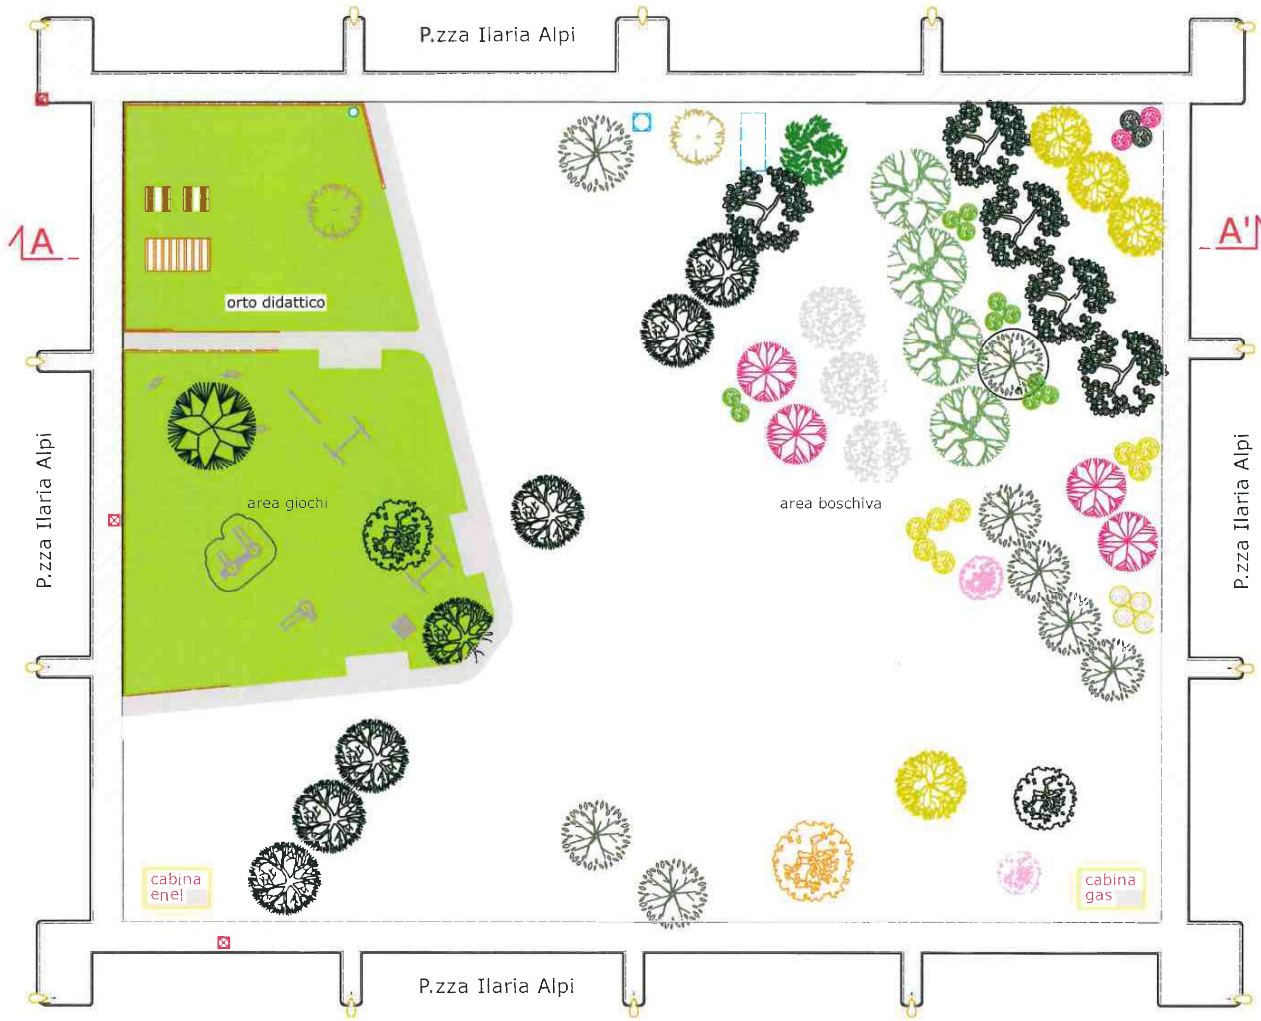 P.zza Ilaria Alpi
A
A'
orto didattico
P.zza Ilaria Alpi
area giochi
area boschiva
P.zza Ilaria Alpi
cabina
enel
cabina
gas
P.zza Ilaria Alpi